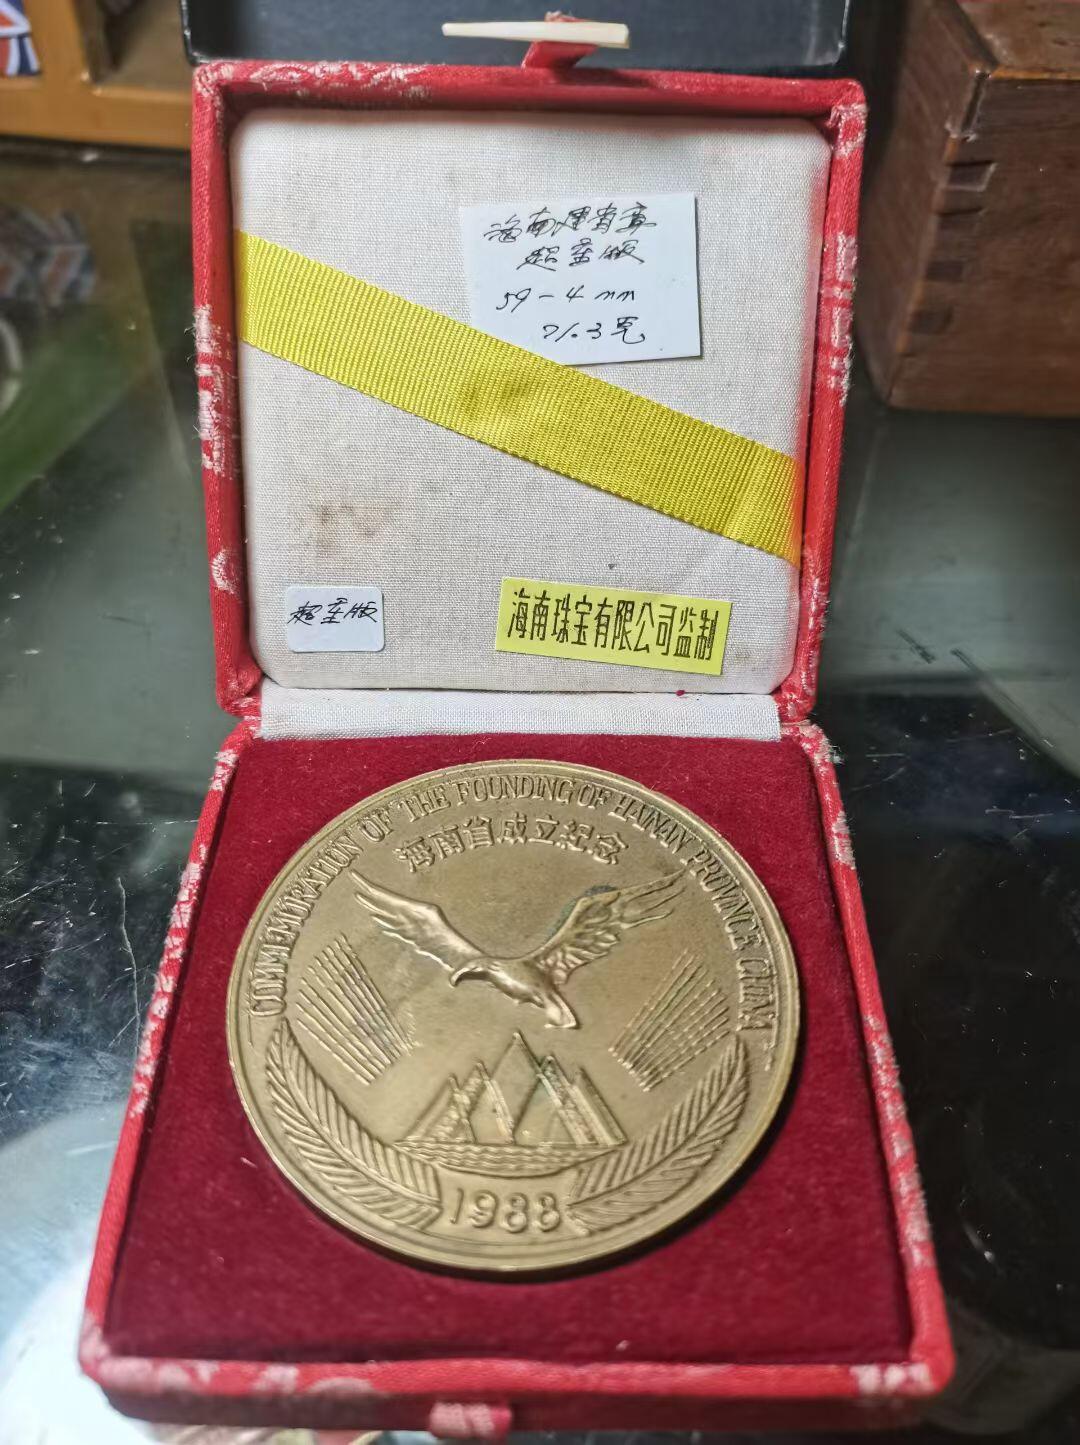 海南建省章
超重版
59-4mm
71.3克
超重版
海南珠宝有限公司监制
COMMEMORATION OF THE FOUNDING OF HAINAN PROVINCE CHINA
海南省成立纪念
1988